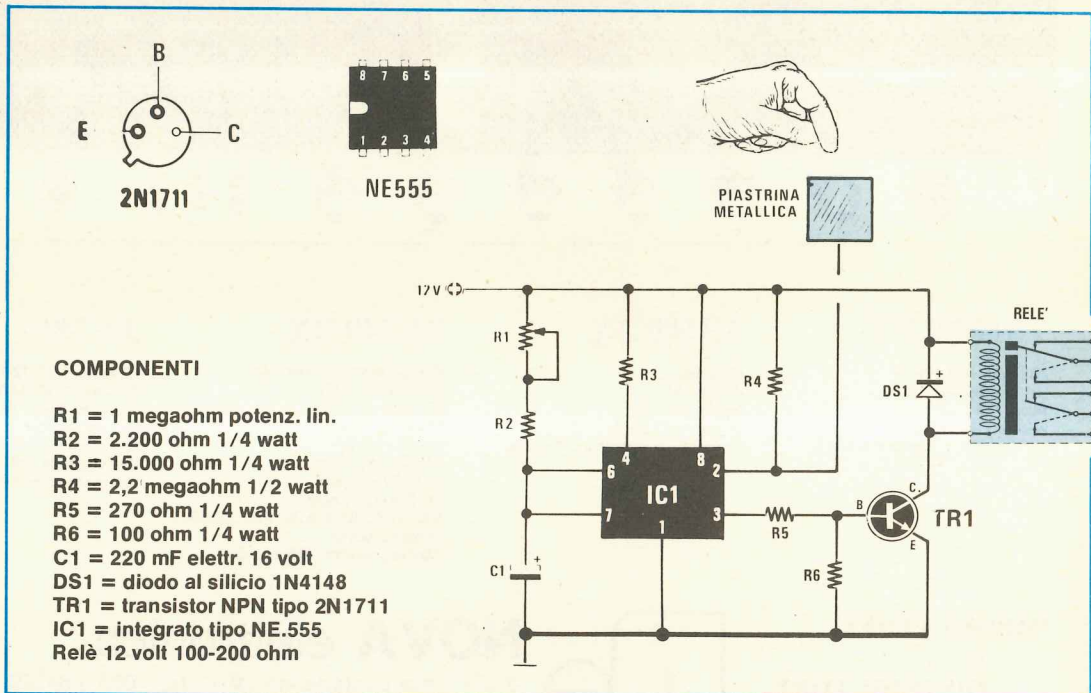 B
E
C
2N1711
8 7 6 5
1 2 3 4
NE555
PIASTRINA
METALLICA
12V
R1
R2
R3
R4
6
4
8
2
7
IC1
3
1
R5
R6
C1
+
B
C.
E
TR1
DS1
+
RELE'
COMPONENTI
R1 = 1 megaohm potenz. lin.
R2 = 2.200 ohm 1/4 watt
R3 = 15.000 ohm 1/4 watt
R4 = 2,2 megaohm 1/2 watt
R5 = 270 ohm 1/4 watt
R6 = 100 ohm 1/4 watt
C1 = 220 mF elettr. 16 volt
DS1 = diodo al silicio 1N4148
TR1 = transistor NPN tipo 2N1711
IC1 = integrato tipo NE.555
Relè 12 volt 100-200 ohm